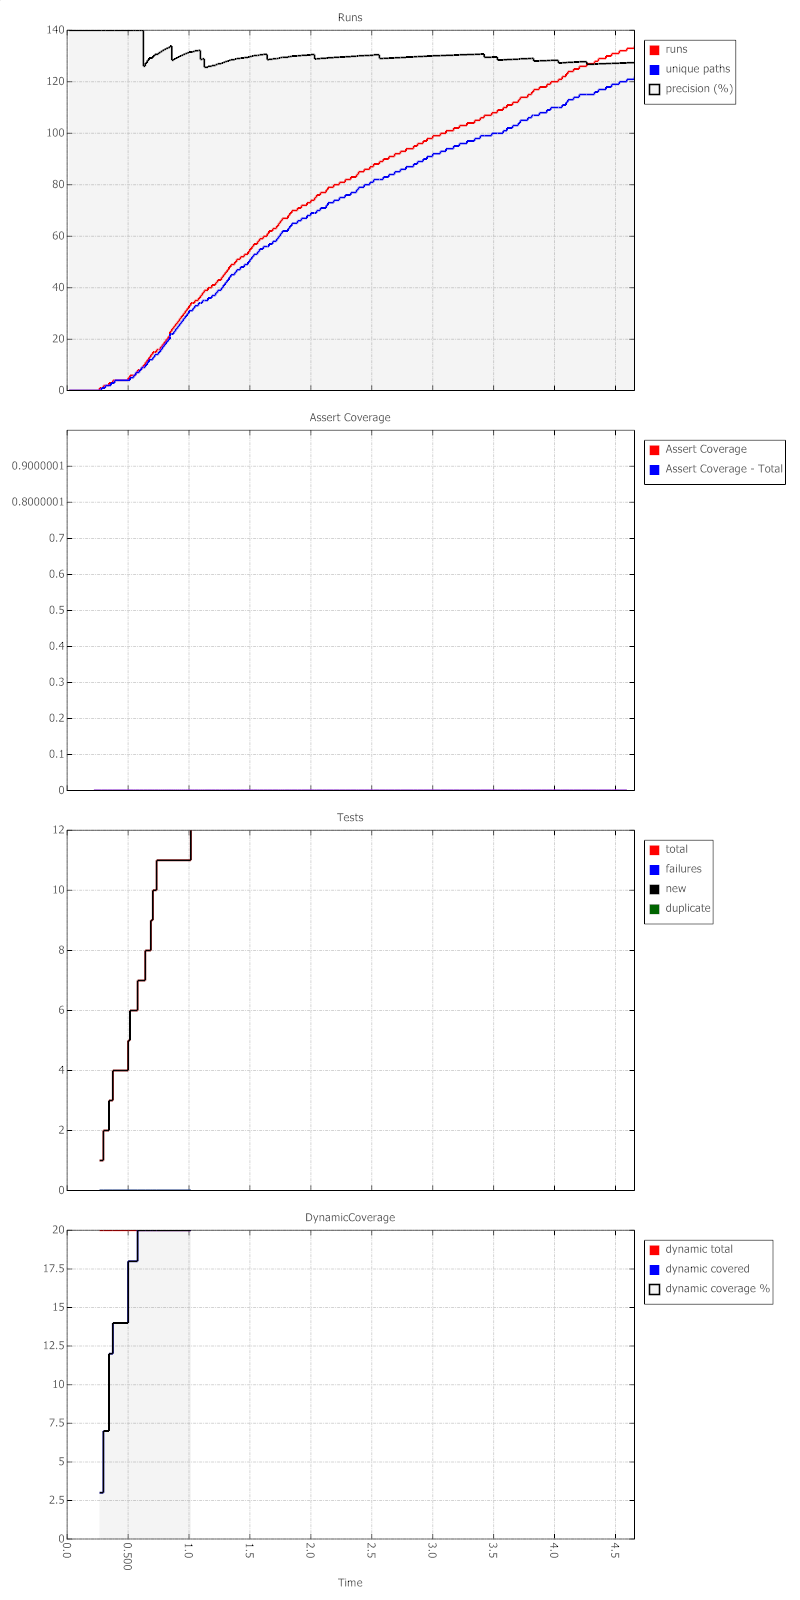 Runs
140
120
100
80
60
40
20
0
runs
unique paths
precision (%)
Assert Coverage
0.9000001
0.8000001
0.7
0.6
0.5
0.4
0.3
0.2
0.1
0
Assert Coverage
Assert Coverage - Total
Tests
12
10
8
6
4
2
0
total
failures
new
duplicate
DynamicCoverage
20
17.5
15
12.5
10
7.5
5
2.5
0
dynamic total
dynamic covered
dynamic coverage %
0.0
0.500
1.0
1.5
2.0
2.5
3.0
3.5
4.0
4.5
Time